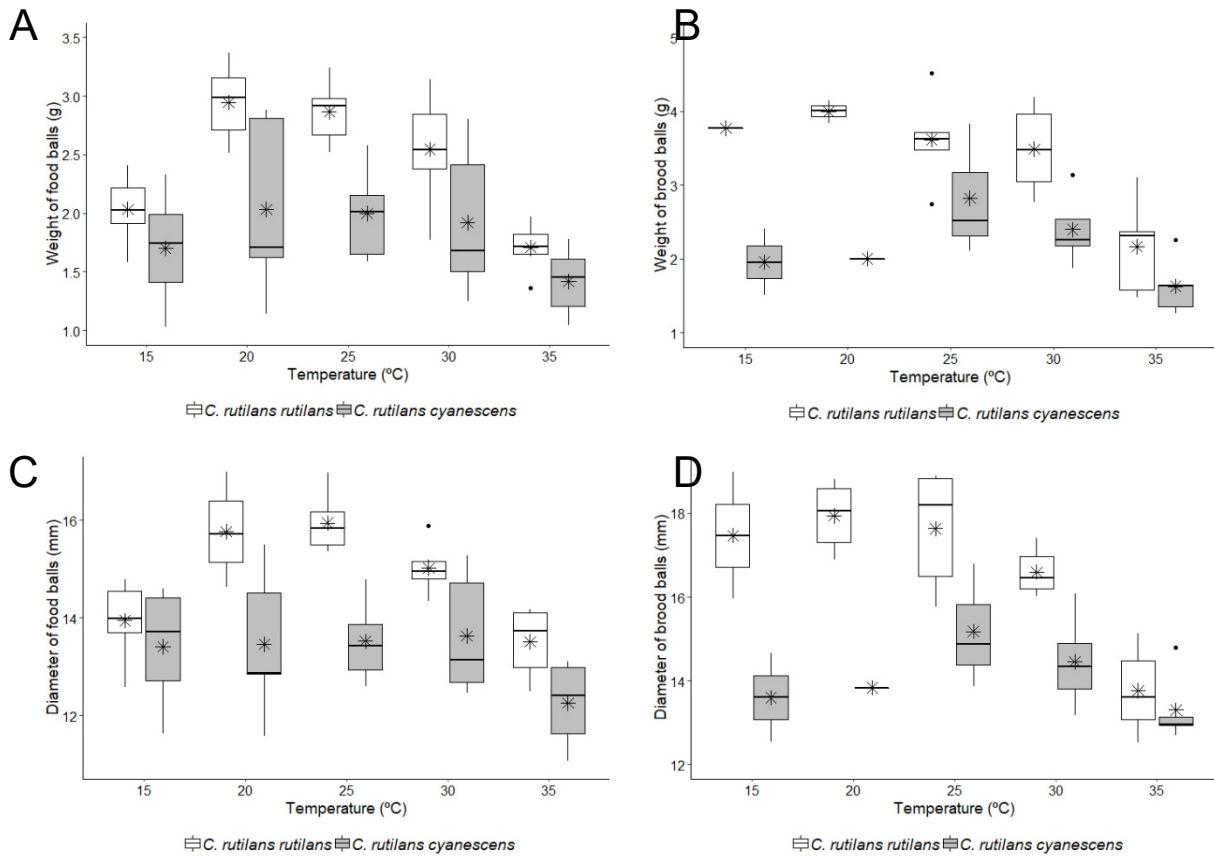 A
Weight of food balls (g)
3.5
3.0
2.5
2.0
1.5
1.0
15 20 25 30 35
Temperature (ºC)
C. rutilans rutilans C. rutilans cyanescens
B
Weight of brood balls (g)
5
4
3
2
1
15 20 25 30 35
Temperature (ºC)
C. rutilans rutilans C. rutilans cyanescens
C
Diameter of food balls (mm)
16
14
12
15 20 25 30 35
Temperature (ºC)
C. rutilans rutilans C. rutilans cyanescens
D
Diameter of brood balls (mm)
18
16
14
12
15 20 25 30 35
Temperature (ºC)
C. rutilans rutilans C. rutilans cyanescens